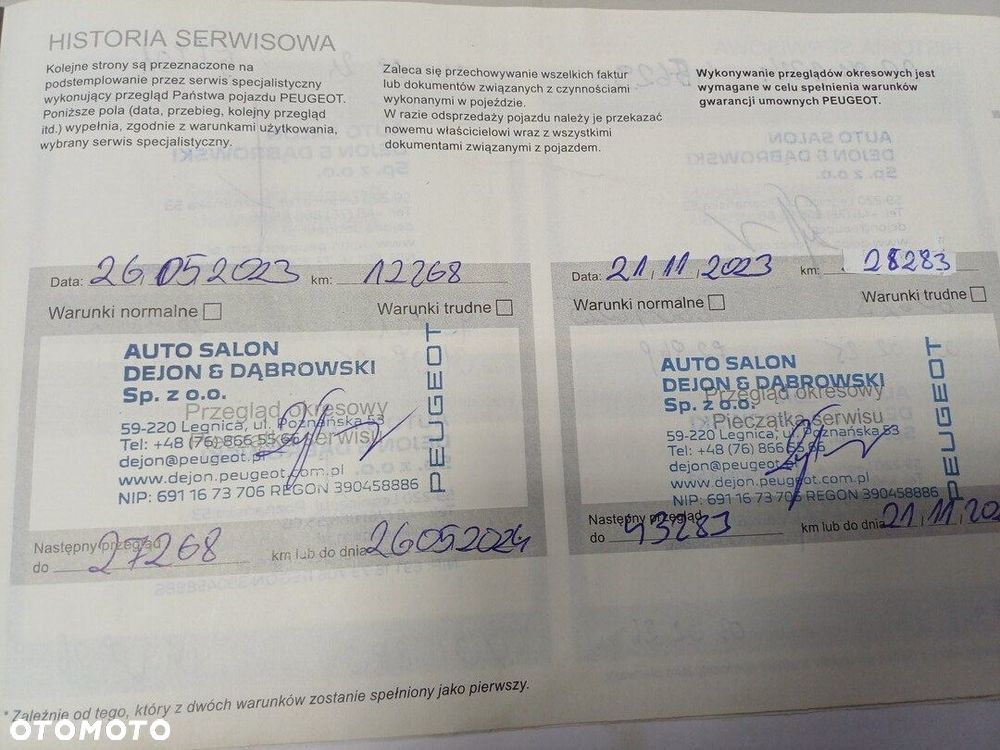 HISTORIA SERWISOWA
Kolejne strony są przeznaczone na
podstemplowanie przez serwis specjalistyczny
wykonujący przegląd Państwa pojazdu PEUGEOT.
Poniższe pola (data, przebieg, kolejny przegląd
itd.) wypełnia, zgodnie z warunkami użytkowania,
wybrany serwis specjalistyczny.
Zaleca się przechowywanie wszelkich faktur
lub dokumentów związanych z czynnościami
wykonanymi w pojeździe.
W razie odsprzedaży pojazdu należy je przekazać
nowemu właścicielowi wraz z wszystkimi
dokumentami związanymi z pojazdem.
Wykonywanie przeglądów okresowych jest
wymagane w celu spełnienia warunków
gwarancji umownych PEUGEOT.
Data: 26.05.2023 km: 12268
Warunki normalne Warunki trudne
AUTO SALON
DEJON & DĄBROWSKI
Sp. z o.o.
Przegląd okresowy
59-220 Legnica, ul. Poznańska 53
Pieczątka serwisu
Tel: +48 (76) 866 55 66
dejon@peugeot.pl
www.dejon.peugeot.com.pl
NIP: 691 16 73 706 REGON 390458886
PEUGEOT
Następny przegląd
do 27268 km lub do dnia 26052024
Data: 21.11.2023 km: 28283
Warunki normalne Warunki trudne
AUTO SALON
DEJON & DĄBROWSKI
Sp. z o.o.
Przegląd okresowy
Pieczątka serwisu
59-220 Legnica, ul. Poznańska 53
Tel: +48 (76) 866 55 66
dejon@peugeot.pl
www.dejon.peugeot.com.pl
NIP: 691 16 73 706 REGON 390458886
PEUGEOT
Następny przegląd
do 43283 km lub do dnia 21.11.202
* Zależnie od tego, który z dwóch warunków zostanie spełniony jako pierwszy.
OTOMOTO